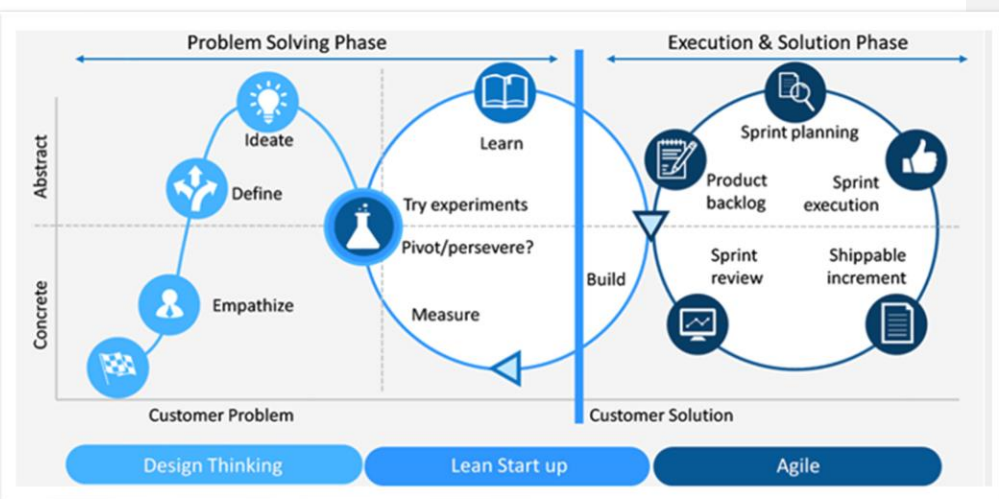 Problem Solving Phase
Execution & Solution Phase
Abstract
Concrete
Ideate
Define
Empathize
Learn
Try experiments
Pivot/persevere?
Measure
Build
Sprint planning
Product
backlog
Sprint
execution
Sprint
review
Shippable
increment
Customer Problem
Customer Solution
Design Thinking
Lean Start up
Agile